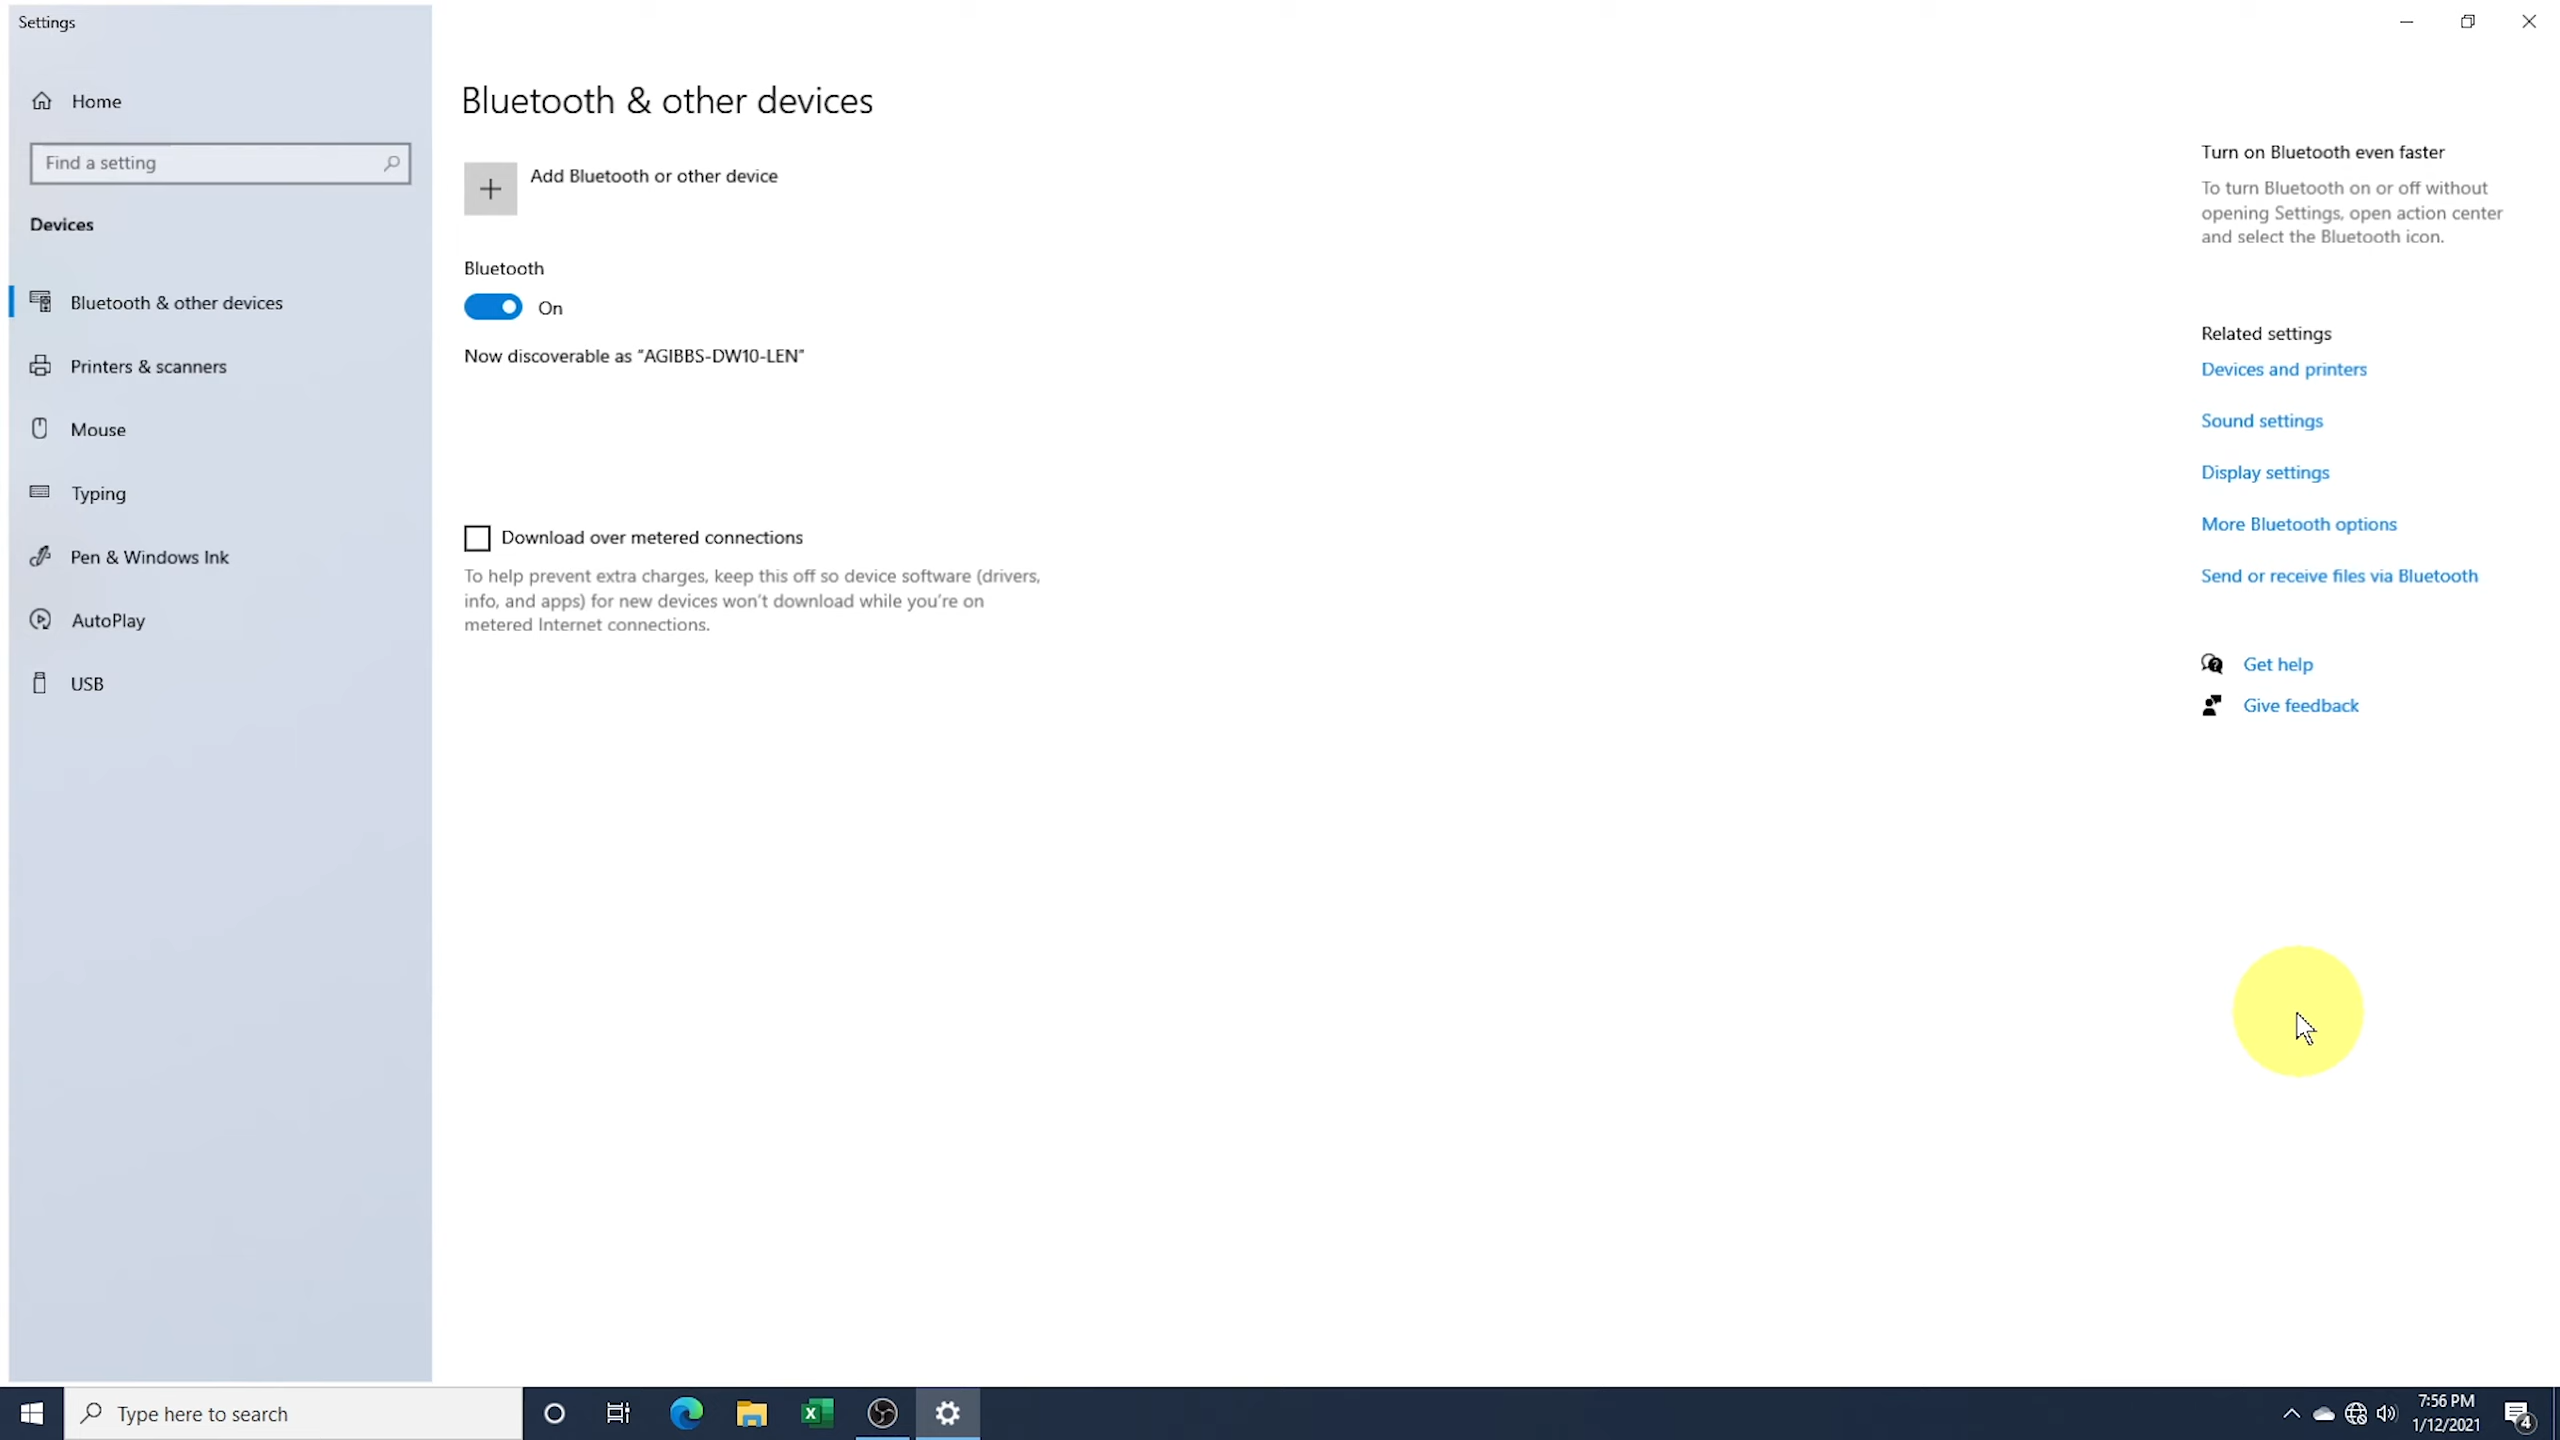 Settings
Home
Find a setting
Devices
Bluetooth & other devices
Printers & scanners
Mouse
Typing
Pen & Windows Ink
AutoPlay
USB
Bluetooth & other devices
Add Bluetooth or other device
Bluetooth
On
Now discoverable as “AGIBBS-DW10-LEN”
Download over metered connections
To help prevent extra charges, keep this off so device software (drivers,
info, and apps) for new devices won’t download while you’re on
metered Internet connections.
Turn on Bluetooth even faster
To turn Bluetooth on or off without
opening Settings, open action center
and select the Bluetooth icon.
Related settings
Devices and printers
Sound settings
Display settings
More Bluetooth options
Send or receive files via Bluetooth
Get help
Give feedback
Type here to search
7:56 PM
1/12/2021
4